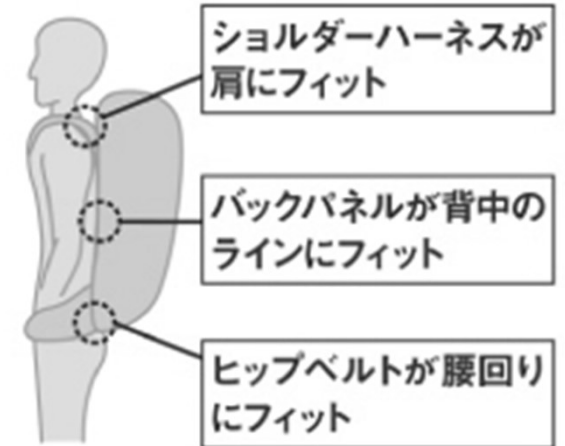 ショルダーハーネスが
肩にフィット
バックパネルが背中の
ラインにフィット
ヒップベルトが腰回り
にフィット